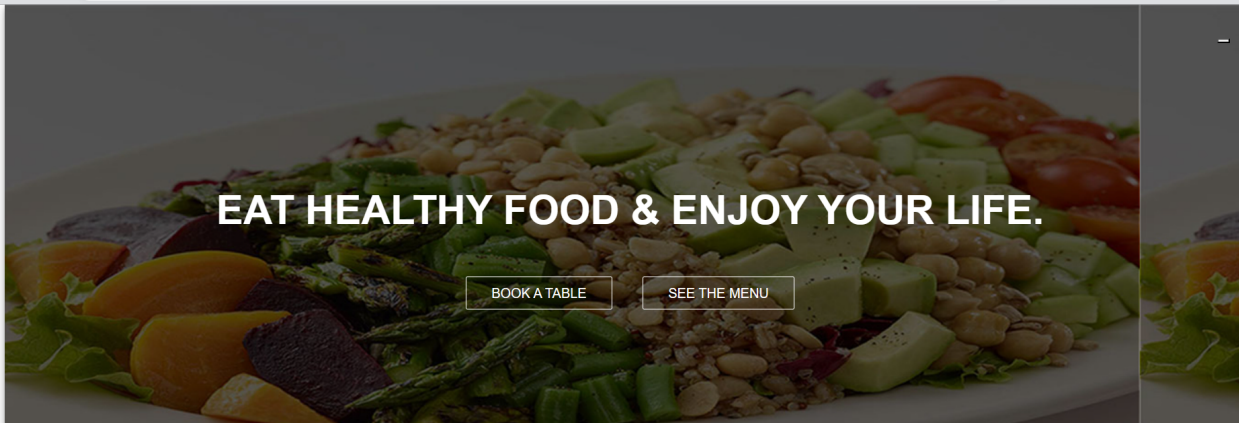 EAT HEALTHY FOOD & ENJOY YOUR LIFE.
BOOK A TABLE
SEE THE MENU